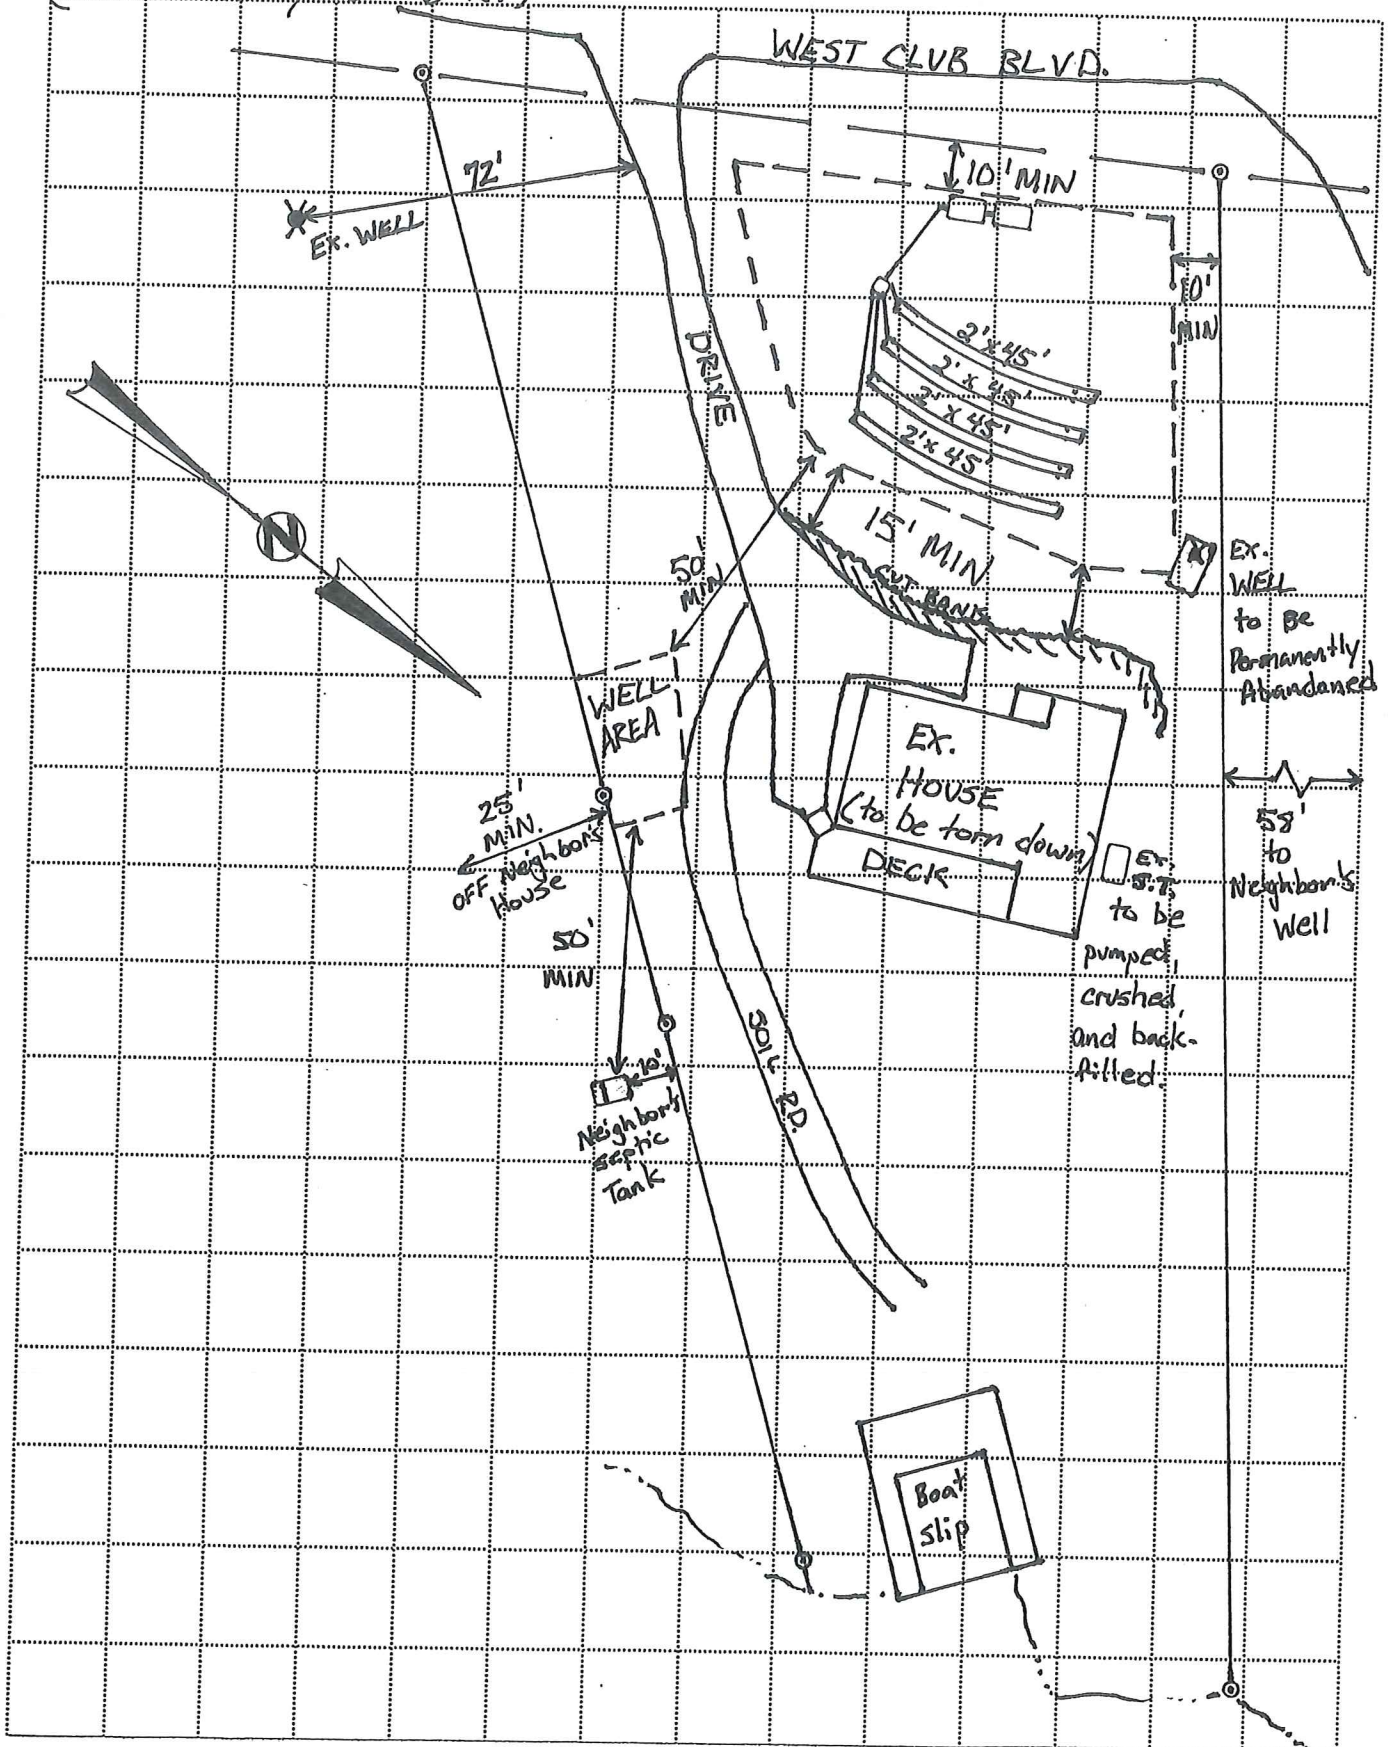 WEST CLUB BLVD.
72'
Ex. WELL
10' MIN
10'
MIN
DRIVE
2'x45'
2'x45'
2'x45'
2'x45'
15' MIN
50'
MIN
CUT BANK
N
Ex.
WELL
to Be
Permanently
Abandaned
WELL
AREA
Ex.
HOUSE
(to be torn down)
DECK
25'
MIN.
OFF Neighbor's
House
58'
to
Neighbor's
Well
Ex.
S.T.
to be
pumped,
crushed,
and back-
filled.
50'
MIN
SOIL RD.
10'
Neighbor's
septic
Tank
Boat
Slip